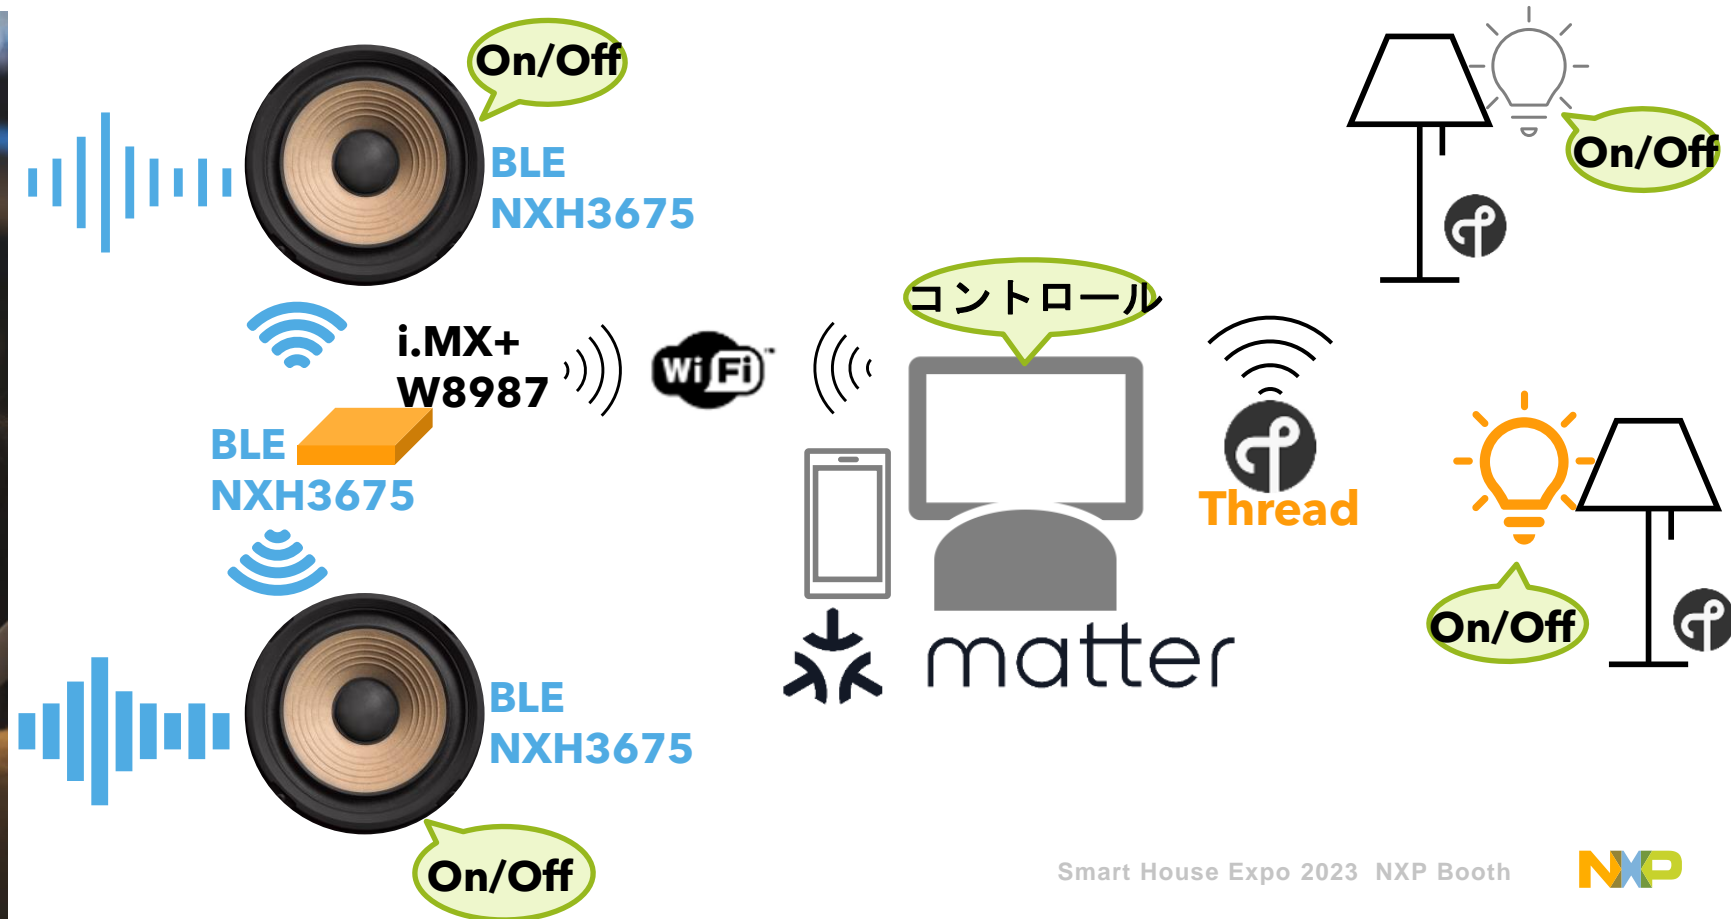 On/Off
BLE
NXH3675
On/Off
コントロール
i.MX+
W8987
Wi Fi
™
BLE
NXH3675
Thread
On/Off
matter
BLE
NXH3675
On/Off
Smart House Expo 2023 NXP Booth
NXP